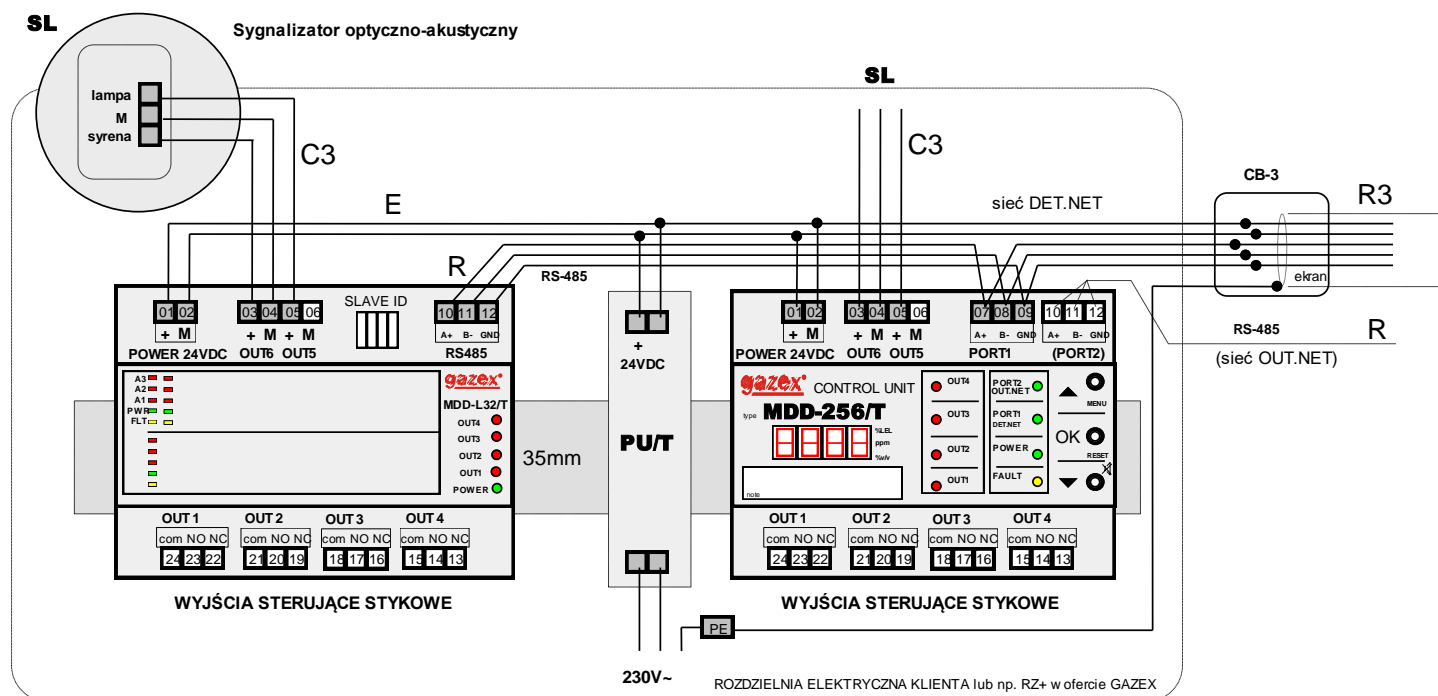 SL
Sygnalizator optyczno-akustyczny
lampa
M
syrena
C3
SL
C3
E
sieć DET.NET
CB-3
R3
R
RS-485
ekran
RS-485
R
(sieć OUT.NET)
01 02 03 04 05 06
SLAVE ID
10 11 12
+ M + M + M
A+ B- GND
POWER 24VDC OUT6 OUT5
RS485
A3
A2
A1
PWR
FLT
gazex
MDD-L32/T
OUT4
OUT3
OUT2
OUT1
POWER
35mm
OUT 1 OUT 2 OUT 3 OUT 4
com NO NC com NO NC com NO NC com NO NC
24 23 22 21 20 19 18 17 16 15 14 13
WYJŚCIA STERUJĄCE STYKOWE
+
24VDC
PU/T
230V~
PE
01 02 03 04 05 06 07 08 09 10 11 12
+ M + M + M A+ B- GND A+ B- GND
POWER 24VDC OUT6 OUT5 PORT1 (PORT2)
gazex CONTROL UNIT
type MDD-256/T
8888
%LEL
ppm
%v/v
note
OUT4
OUT3
OUT2
OUT1
PORT2
OUT.NET
PORT1
DET.NET
POWER
FAULT
MENU
OK
RESET
OUT 1 OUT 2 OUT 3 OUT 4
com NO NC com NO NC com NO NC com NO NC
24 23 22 21 20 19 18 17 16 15 14 13
WYJŚCIA STERUJĄCE STYKOWE
ROZDZIELNIA ELEKTRYCZNA KLIENTA lub np. RZ+ w ofercie GAZEX